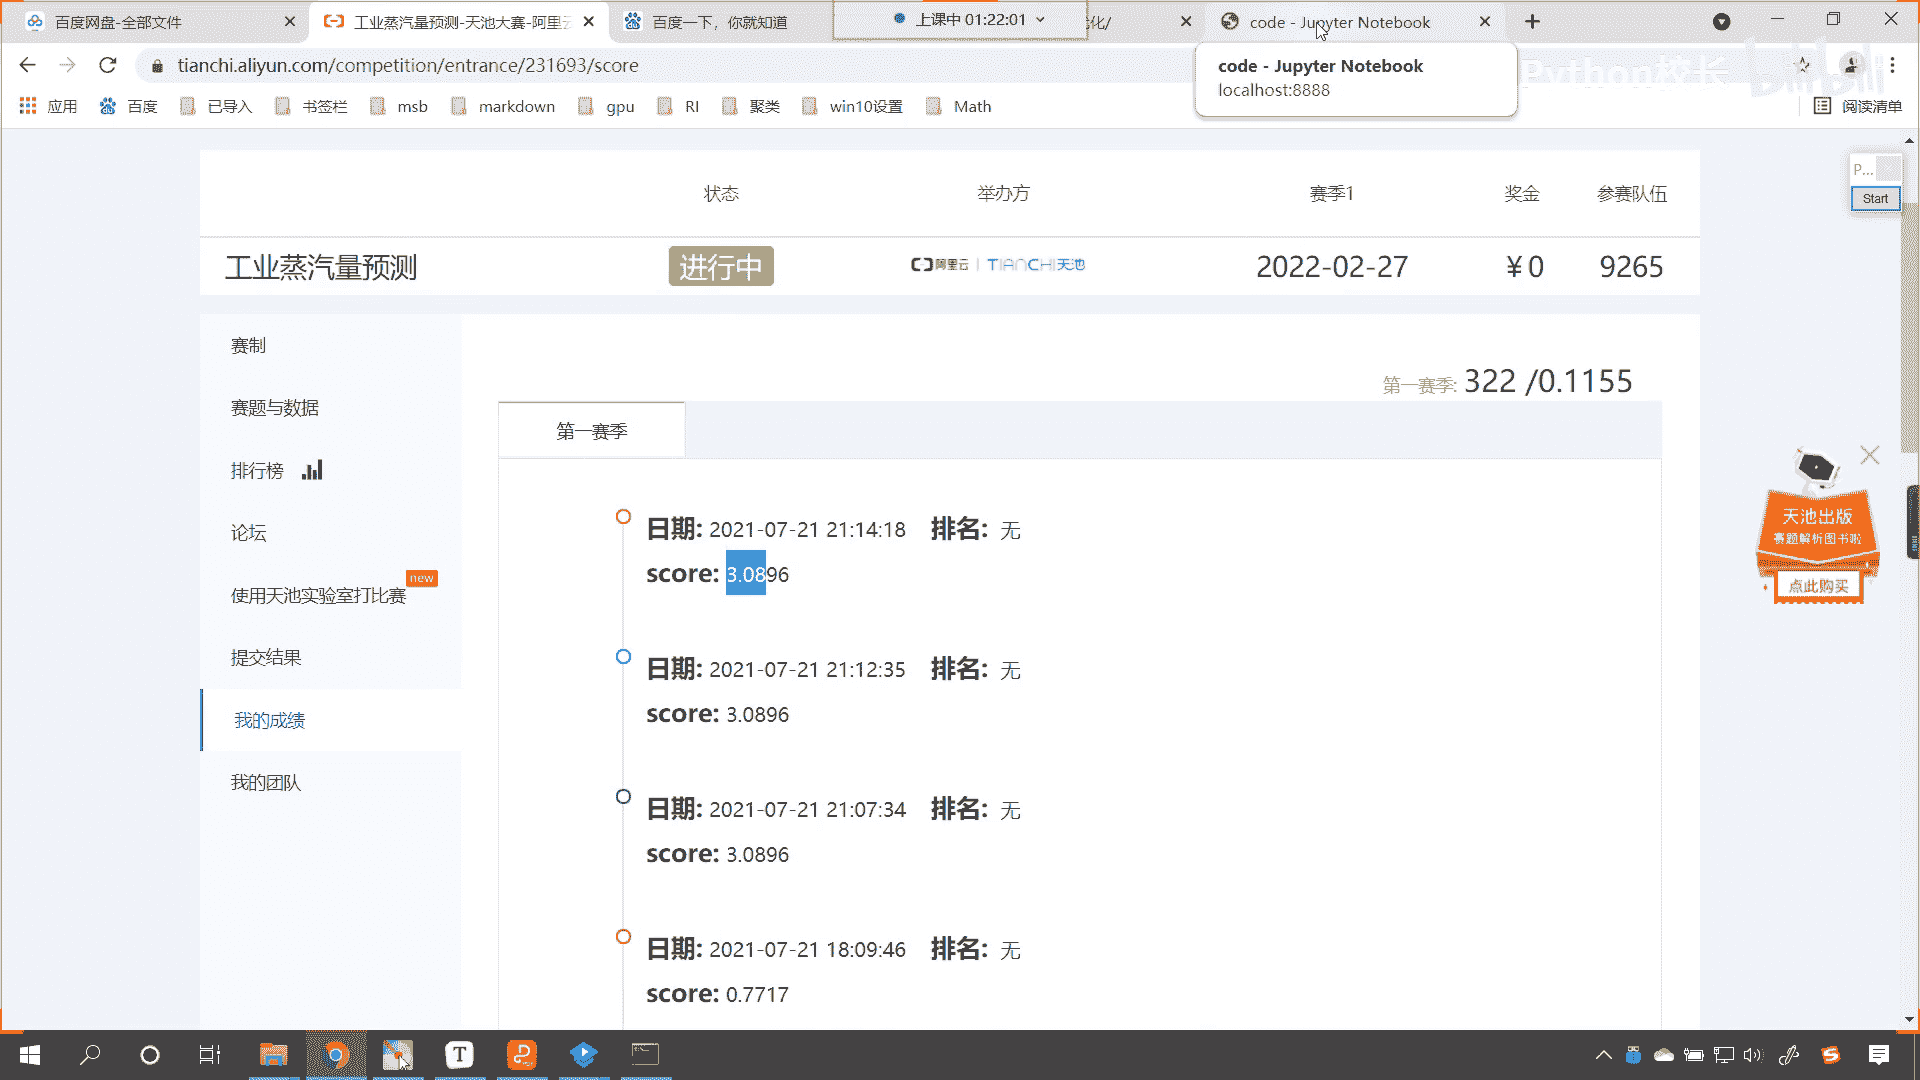 百度网盘-全部文件
工业蒸汽量预测-天池大赛-阿里云
百度一下，你就知道
上课中 01:22:01
化/
code - Jupyter Notebook
tianchi.aliyun.com/competition/entrance/231693/score
code - Jupyter Notebook
localhost:8888
Python校长
bilibili
应用
百度
已导入
书签栏
msb
markdown
gpu
RI
聚类
win10设置
Math
阅读清单
P...
Start
状态
举办方
赛季1
奖金
参赛队伍
工业蒸汽量预测
进行中
阿里云 | TIANCHI天池
2022-02-27
¥0
9265
赛制
赛题与数据
排行榜
论坛
使用天池实验室打比赛
new
提交结果
我的成绩
我的团队
第一赛季: 322 /0.1155
第一赛季
日期: 2021-07-21 21:14:18 排名: 无
score: 3.0896
日期: 2021-07-21 21:12:35 排名: 无
score: 3.0896
日期: 2021-07-21 21:07:34 排名: 无
score: 3.0896
日期: 2021-07-21 18:09:46 排名: 无
score: 0.7717
天池出版
赛题解析图书啦
点此购买